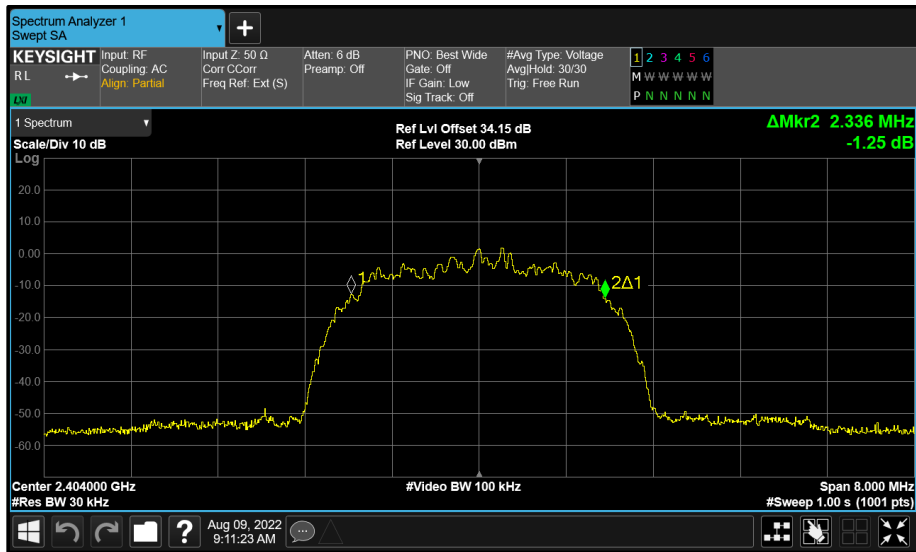 Spectrum Analyzer 1
Swept SA
+
KEYSIGHT
RL
LXI
Input: RF
Coupling: AC
Align: Partial
Input Z: 50 Ω
Corr CCorr
Freq Ref: Ext (S)
Atten: 6 dB
Preamp: Off
PNO: Best Wide
Gate: Off
IF Gain: Low
Sig Track: Off
#Avg Type: Voltage
Avg|Hold: 30/30
Trig: Free Run
1 2 3 4 5 6
M W W W W W
P N N N N N
1 Spectrum
Scale/Div 10 dB
Log
Ref Lvl Offset 34.15 dB
Ref Level 30.00 dBm
ΔMkr2 2.336 MHz
-1.25 dB
20.0
10.0
0.00
-10.0
-20.0
-30.0
-40.0
-50.0
-60.0
1
2Δ1
Center 2.404000 GHz
#Res BW 30 kHz
#Video BW 100 kHz
Span 8.000 MHz
#Sweep 1.00 s (1001 pts)
?
Aug 09, 2022
9:11:23 AM